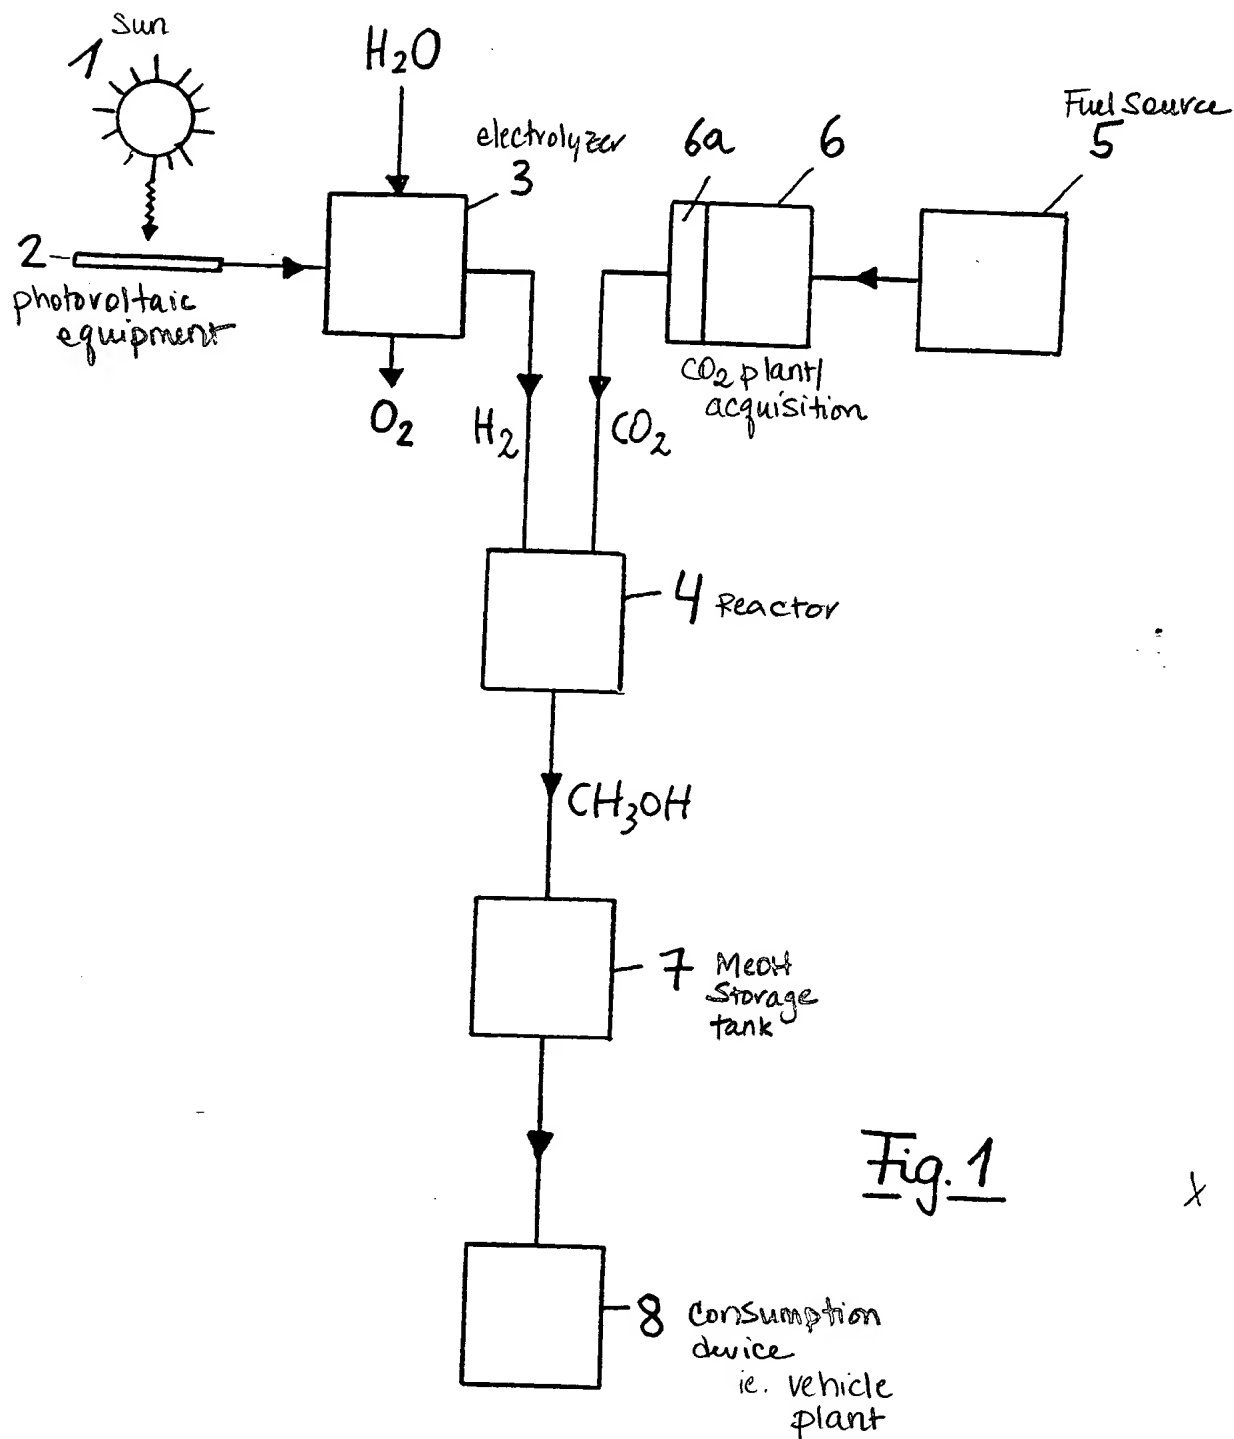 Sun
1
H₂O
Fuel source
5
electrolyzer
3
6a
6
2
photovoltaic
equipment
CO₂ plant/
acquisition
O₂
H₂
CO₂
4 Reactor
CH₃OH
7 MeOH
Storage
tank
Fig. 1
x
8 Consumption
device
ie. vehicle
plant